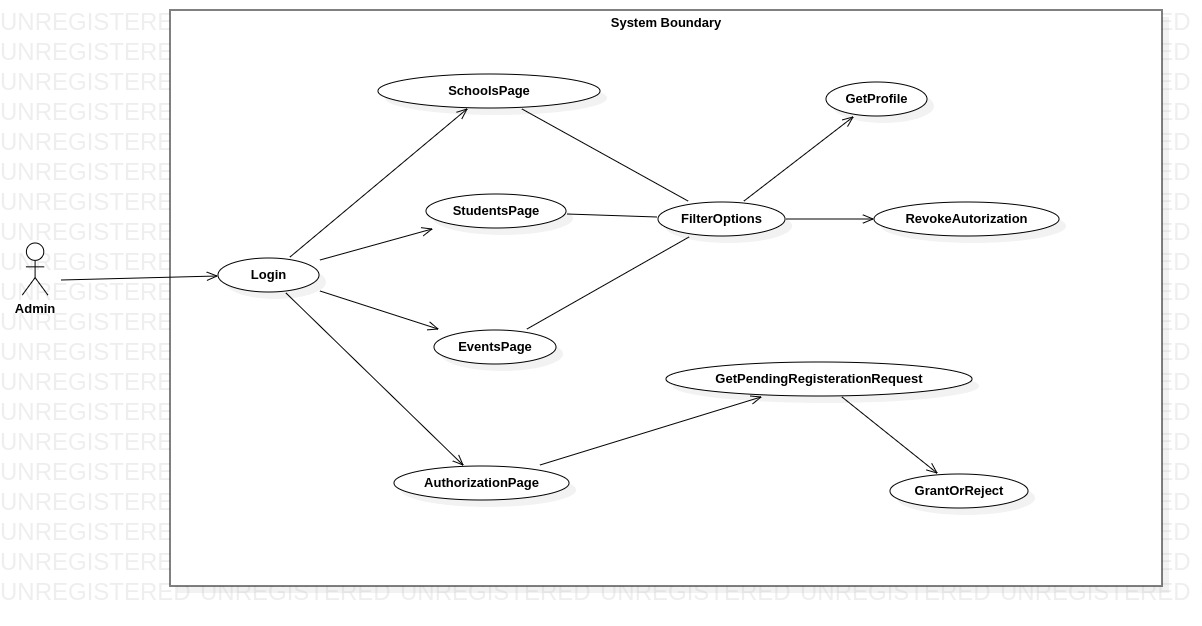 System Boundary
SchoolsPage
GetProfile
StudentsPage
FilterOptions
RevokeAutorization
Login
Admin
EventsPage
GetPendingRegisterationRequest
AuthorizationPage
GrantOrReject
UNREGISTERED UNREGISTERED UNREGISTERED UNREGISTERED UNREGISTERED UNREGISTERED